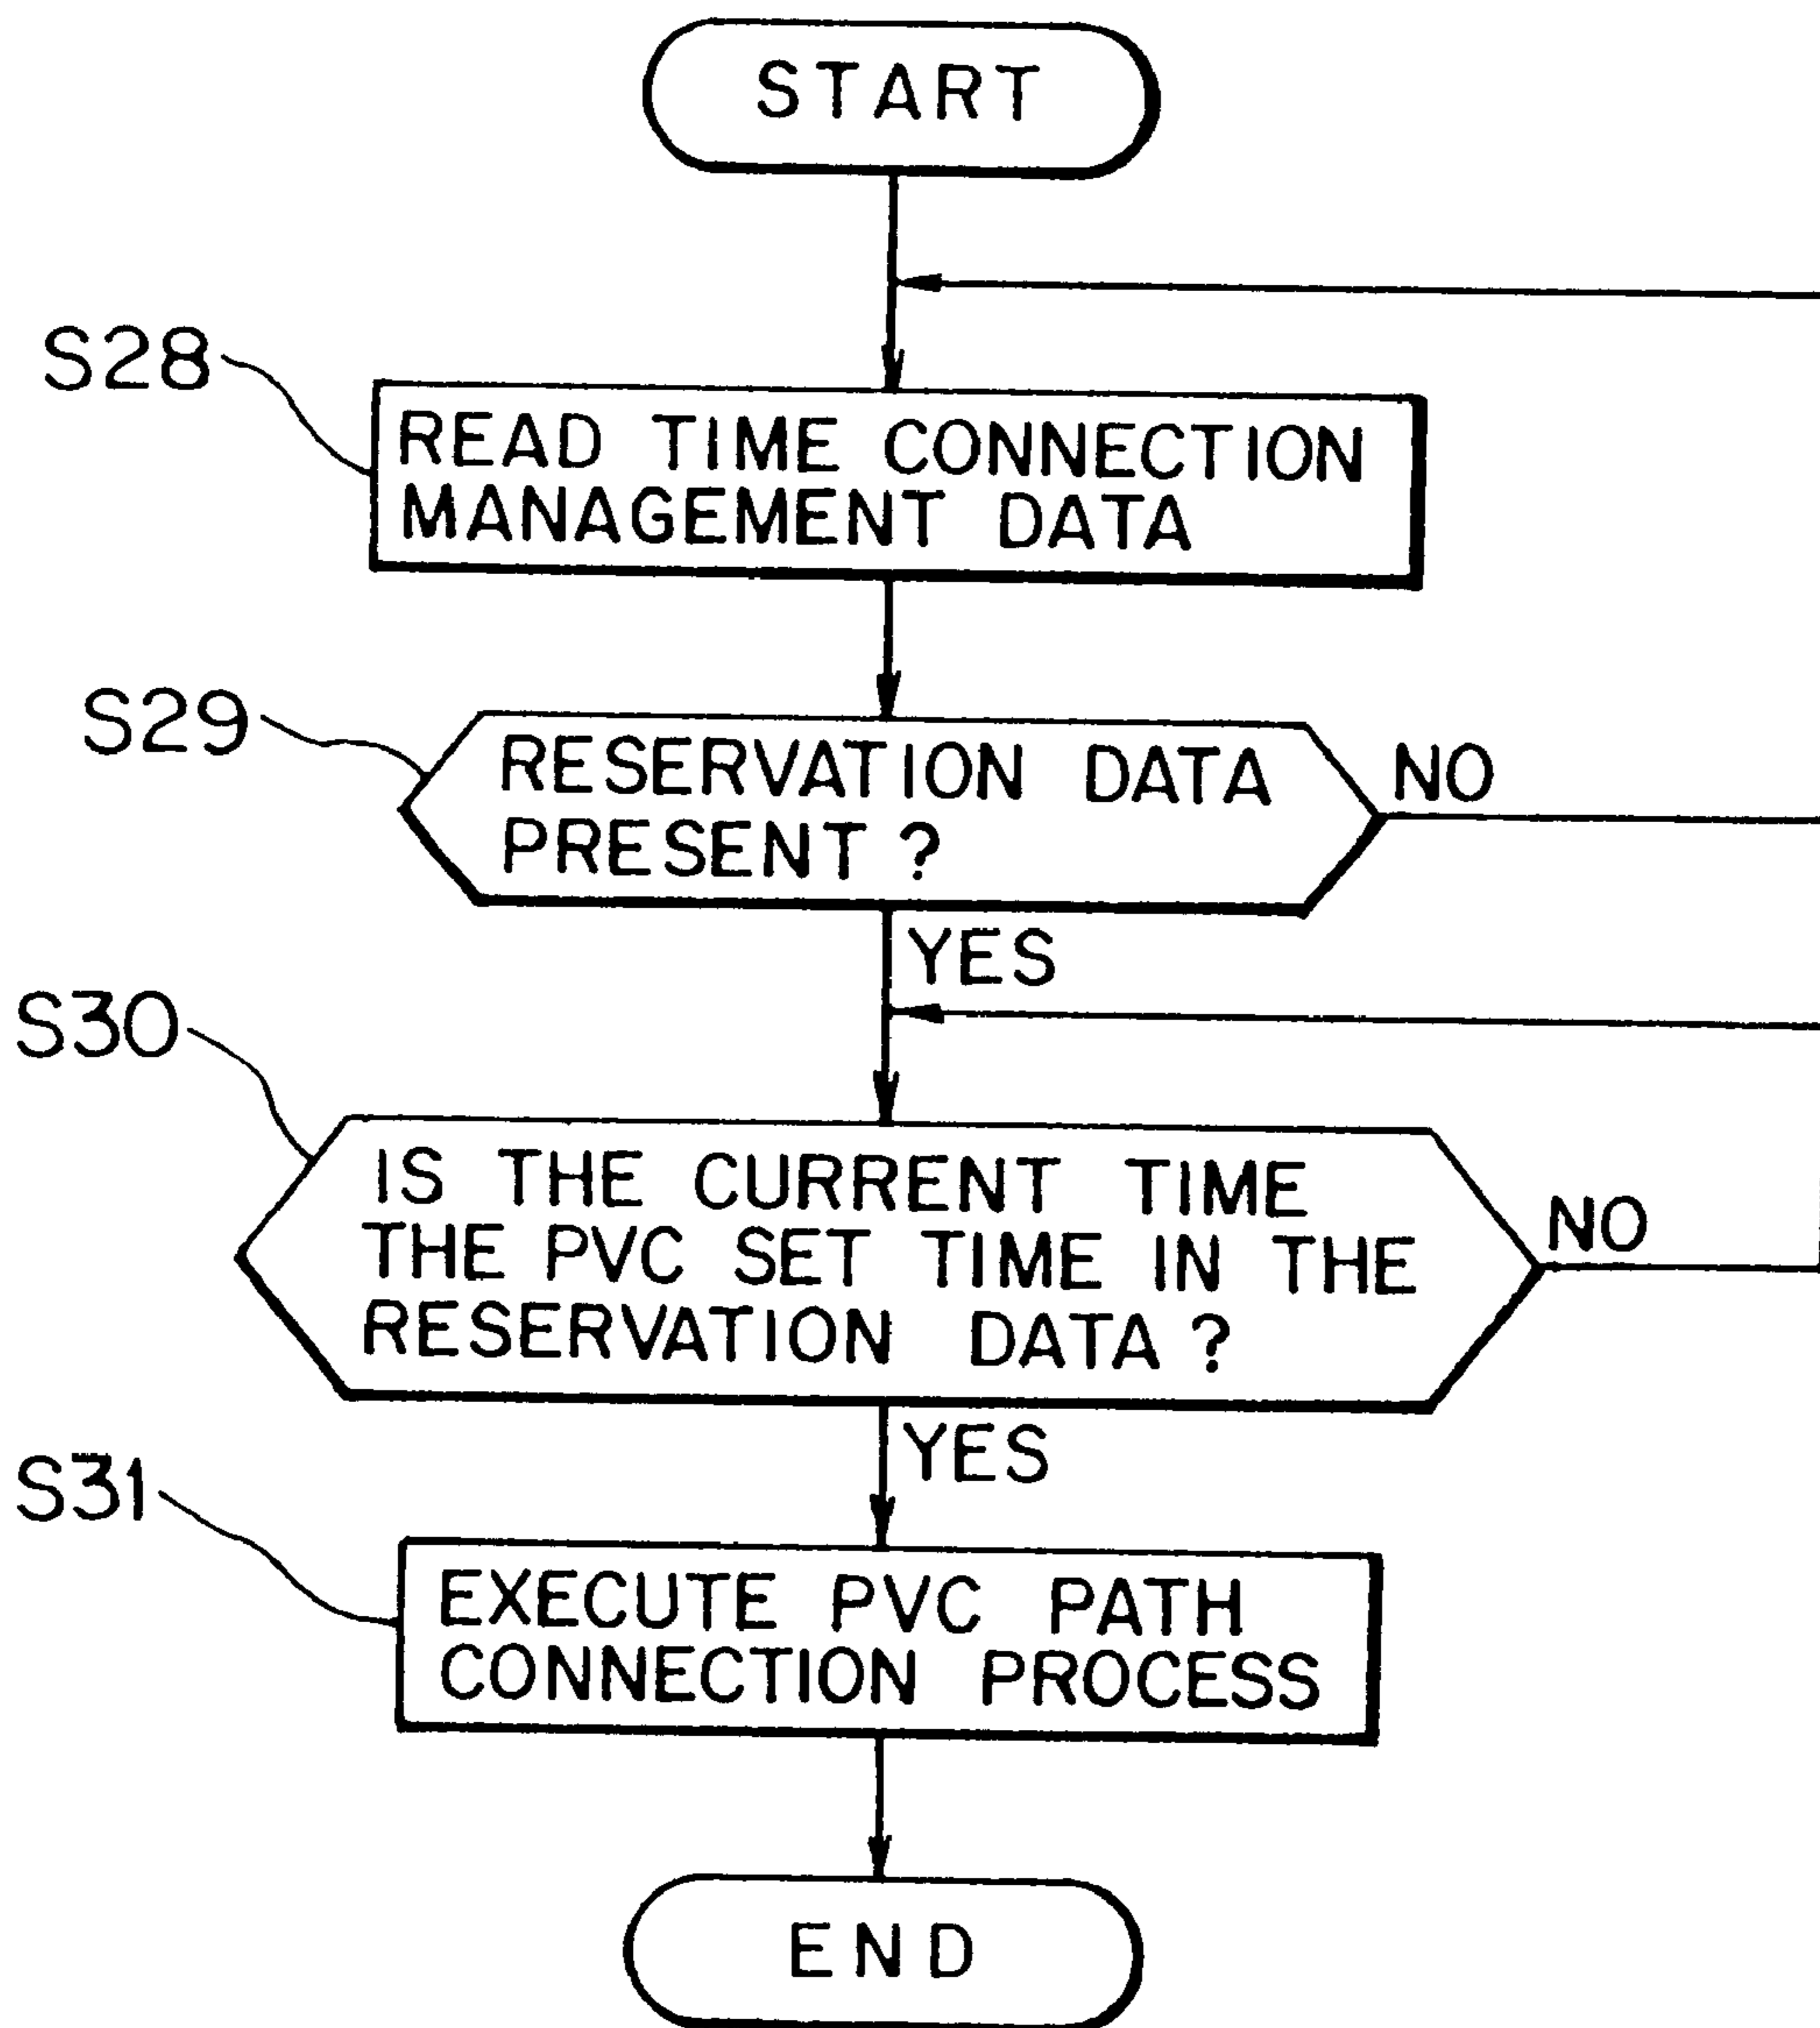 START
S28
READ TIME CONNECTION
MANAGEMENT DATA
S29
RESERVATION DATA
PRESENT ?
NO
YES
S30
IS THE CURRENT TIME
THE PVC SET TIME IN THE
RESERVATION DATA ?
NO
YES
S31
EXECUTE PVC PATH
CONNECTION PROCESS
END